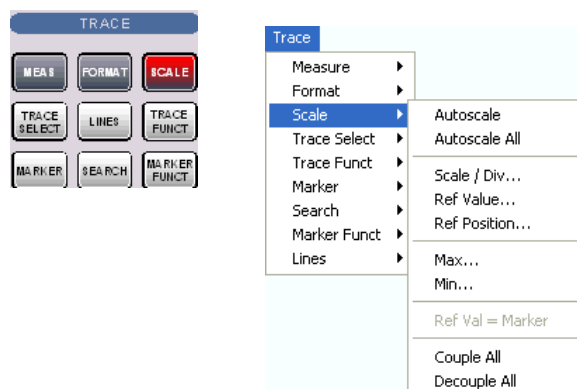 TRACE
MEAS FORMAT SCALE
TRACE SELECT LINES TRACE FUNCT
MARKER SEARCH MARKER FUNCT
Trace
Measure
Format
Scale
Trace Select
Trace Funct
Marker
Search
Marker Funct
Lines
Autoscale
Autoscale All
Scale / Div...
Ref Value...
Ref Position...
Max...
Min...
Ref Val = Marker
Couple All
Decouple All